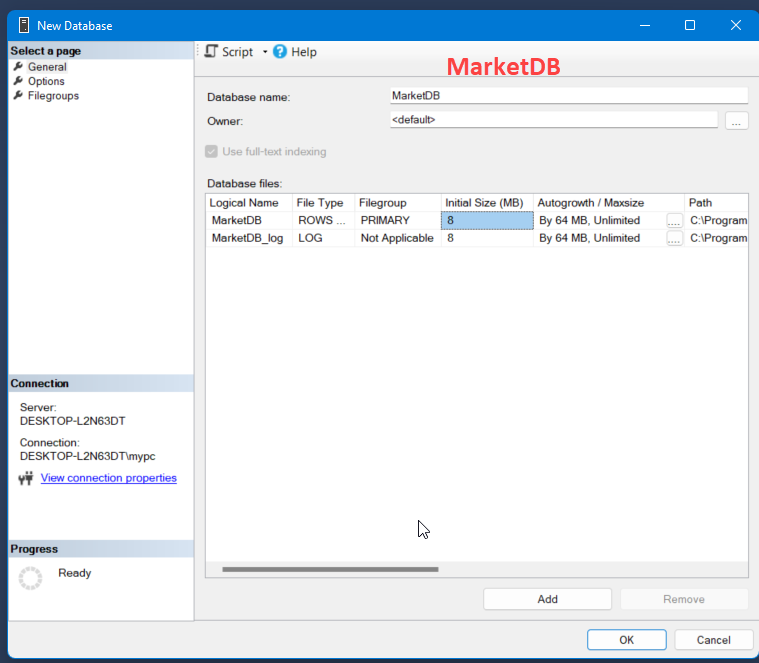 New Database
Select a page
General
Options
Filegroups
Script
Help
MarketDB
Database name:
MarketDB
Owner:
<default>
...
Use full-text indexing
Database files:
Logical Name File Type Filegroup Initial Size (MB) Autogrowth / Maxsize Path
MarketDB ROWS ... PRIMARY 8 By 64 MB, Unlimited ... C:\Program
MarketDB_log LOG Not Applicable 8 By 64 MB, Unlimited ... C:\Program
Connection
Server:
DESKTOP-L2N63DT
Connection:
DESKTOP-L2N63DT\mypc
View connection properties
Progress
Ready
Add Remove
OK Cancel